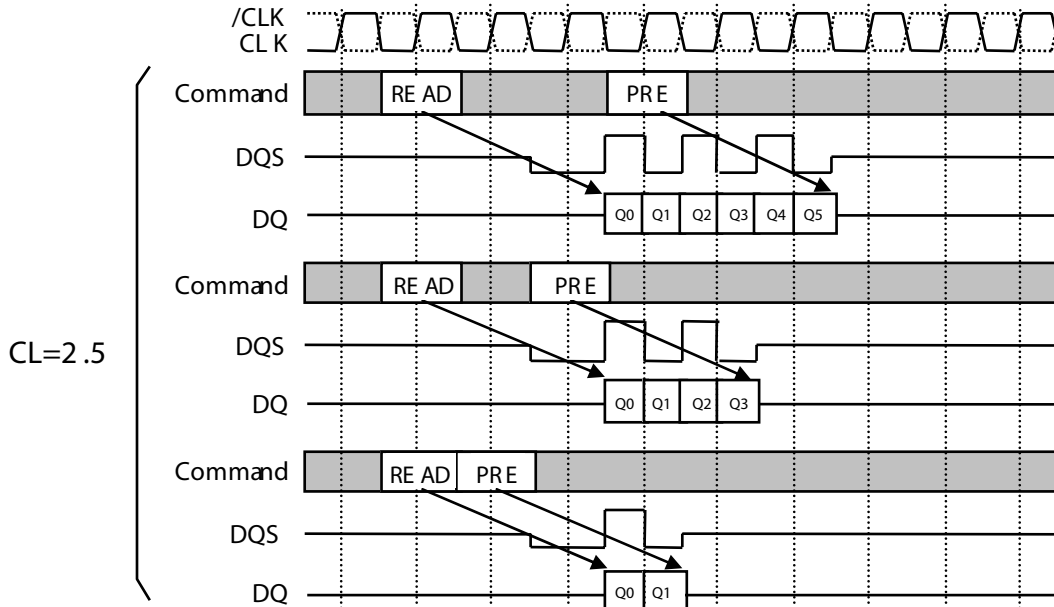 /CLK
CLK
Command READ PRE
DQS
DQ Q0 Q1 Q2 Q3 Q4 Q5
Command READ PRE
DQS
CL=2.5
DQ Q0 Q1 Q2 Q3
Command READ PRE
DQS
DQ Q0 Q1